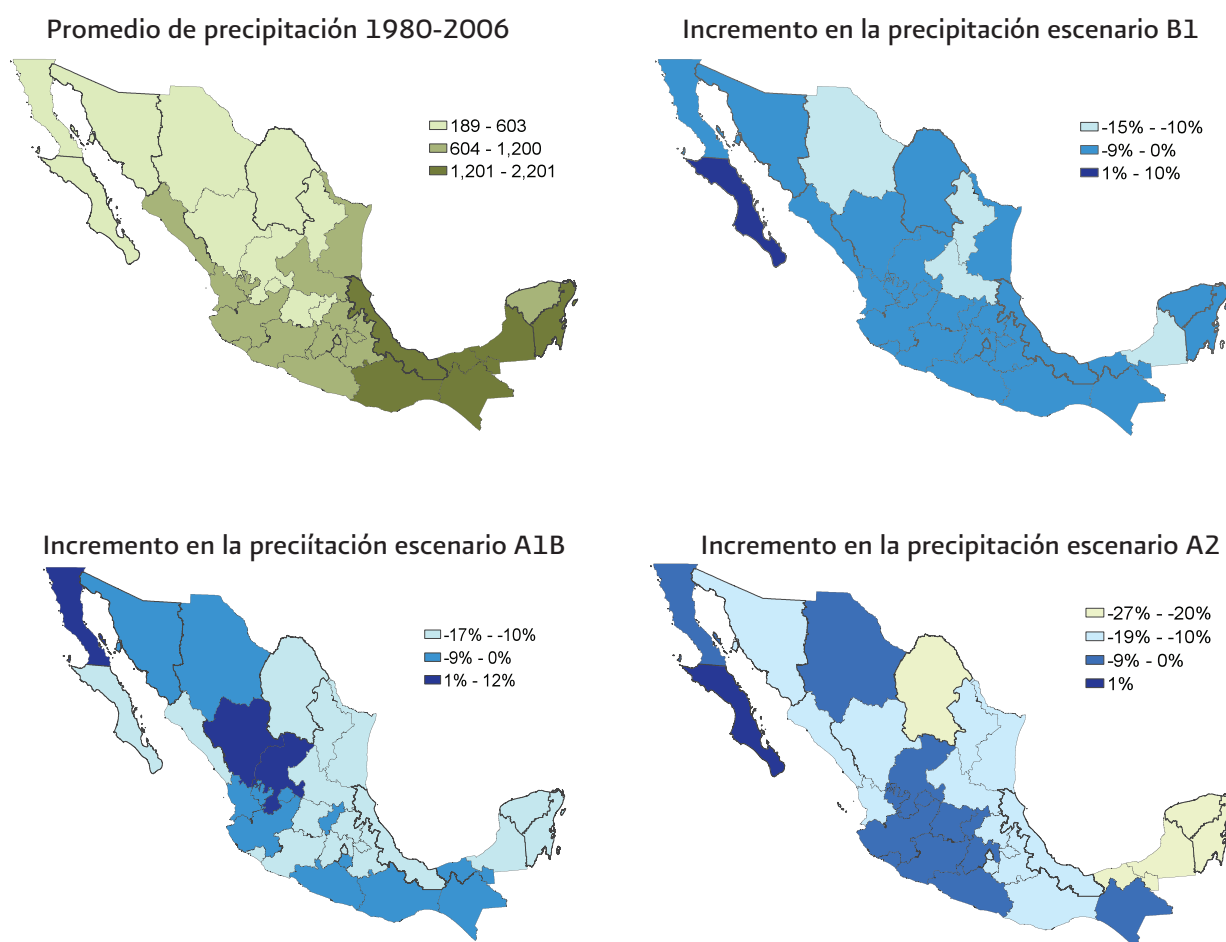 Promedio de precipitación 1980-2006
189 - 603
604 - 1,200
1,201 - 2,201
Incremento en la precipitación escenario B1
-15% - -10%
-9% - 0%
1% - 10%
Incremento en la preciítación escenario A1B
-17% - -10%
-9% - 0%
1% - 12%
Incremento en la precipitación escenario A2
-27% - -20%
-19% - -10%
-9% - 0%
1%